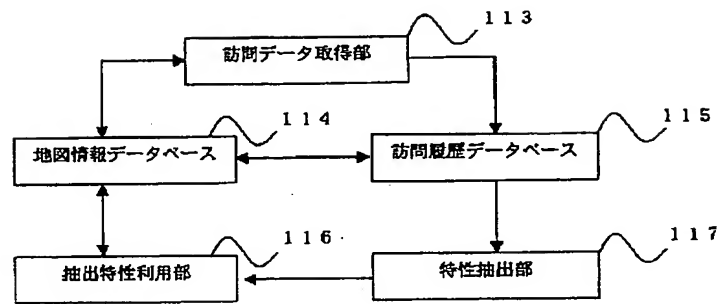 113
訪問データ取得部
114
地図情報データベース
115
訪問履歴データベース
116
抽出特性利用部
117
特性抽出部